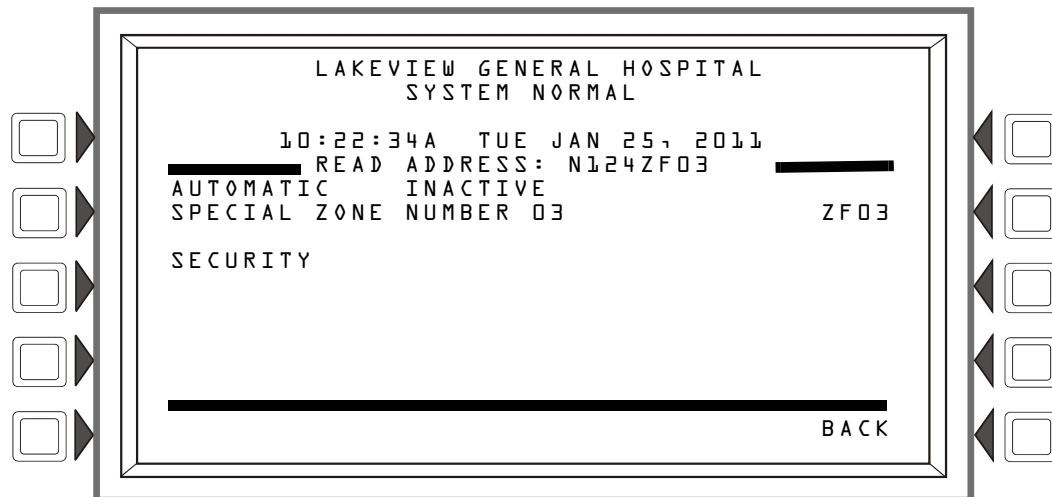 LAKEVIEW GENERAL HOSPITAL
SYSTEM NORMAL
10:22:34A TUE JAN 25, 2011
READ ADDRESS: N124ZF03
AUTOMATIC INACTIVE
SPECIAL ZONE NUMBER 03 ZF03
SECURITY
BACK